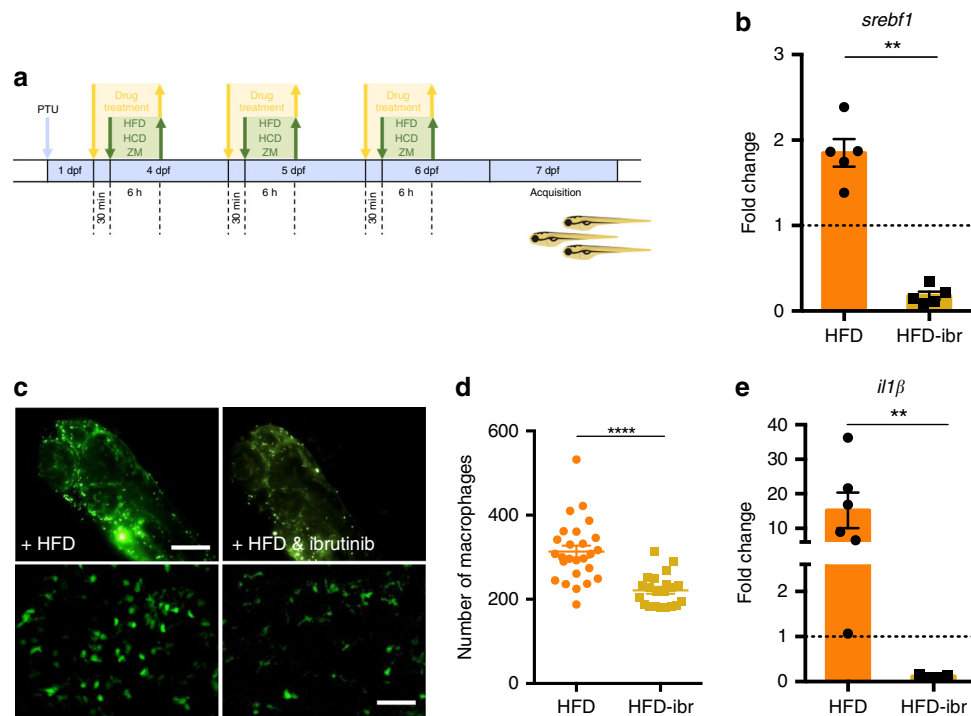 a
PTU
Drug treatment
Drug treatment
Drug treatment
HFD
HCD
ZM
HFD
HCD
ZM
HFD
HCD
ZM
1 dpf
4 dpf
5 dpf
6 dpf
7 dpf
30 min
6 h
30 min
6 h
30 min
6 h
Acquisition
b
srebf1
**
3
2
1
0
Fold change
HFD
HFD-ibr
c
+ HFD
+ HFD & ibrutinib
d
600
400
200
0
Number of macrophages
****
HFD
HFD-ibr
e
il1β
**
40
30
20
10
2
1
0
Fold change
HFD
HFD-ibr